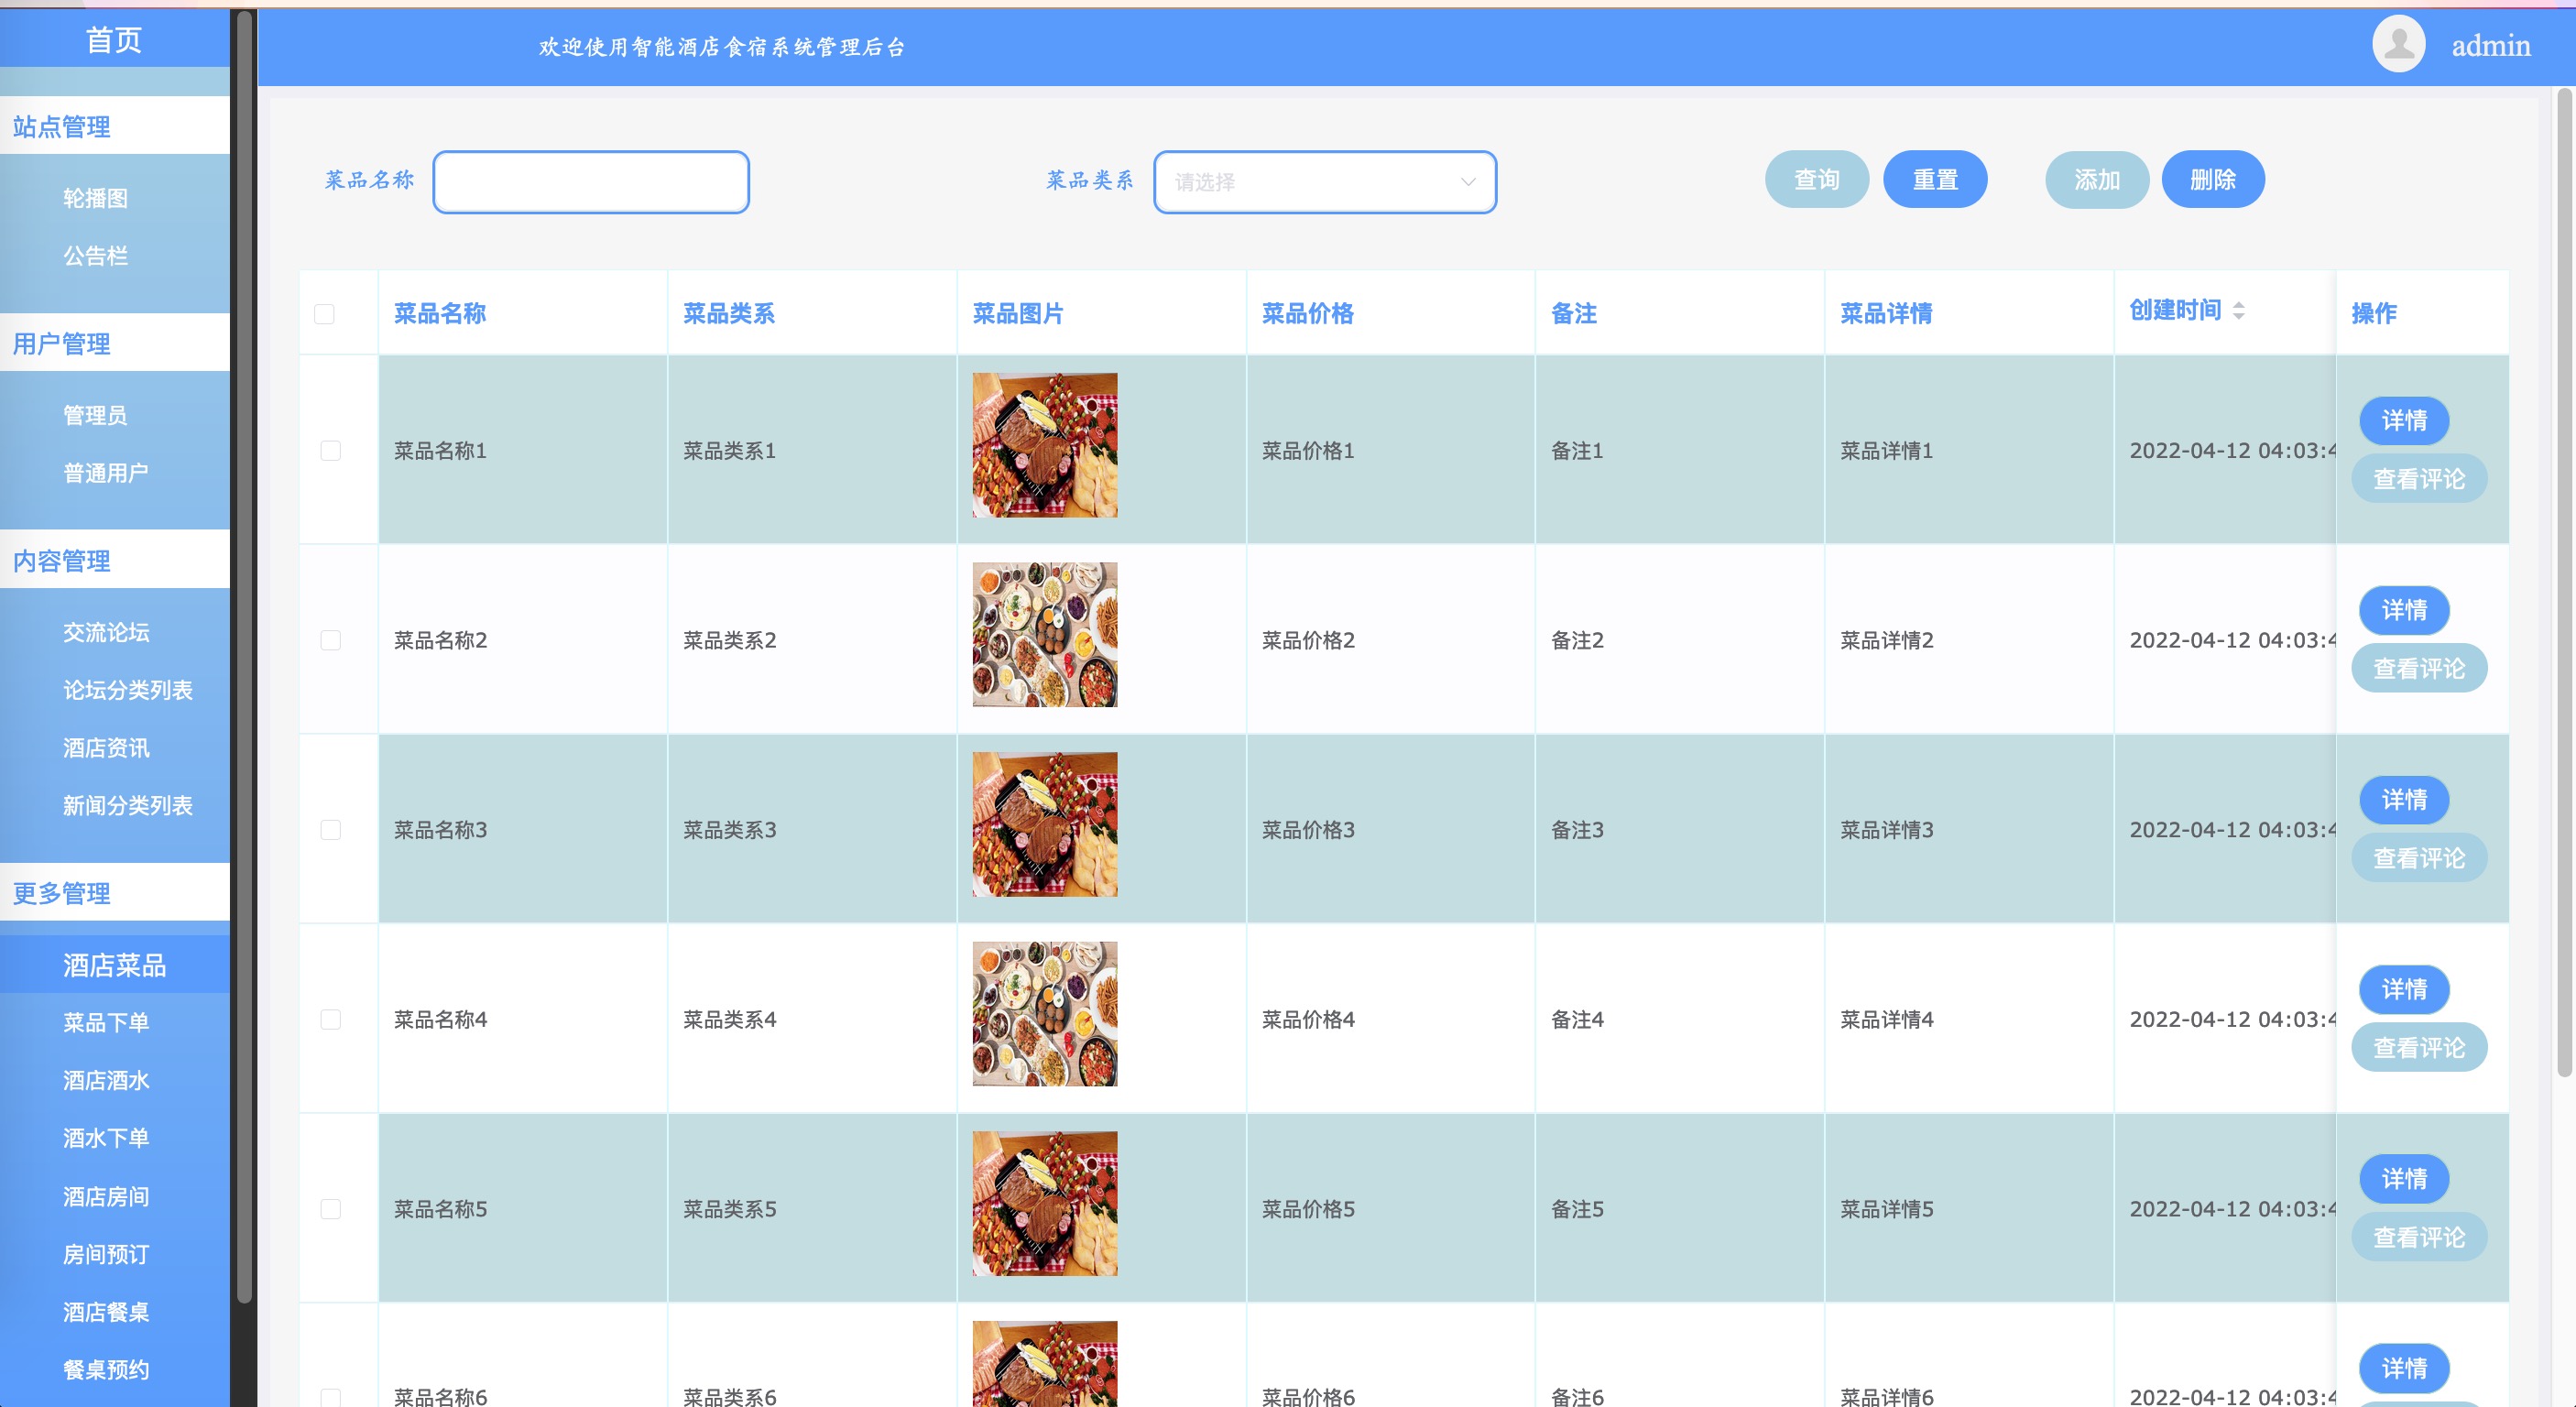 首页
欢迎使用智能酒店食宿系统管理后台
admin
站点管理
轮播图
公告栏
用户管理
管理员
普通用户
内容管理
交流论坛
论坛分类列表
酒店资讯
新闻分类列表
更多管理
酒店菜品
菜品下单
酒店酒水
酒水下单
酒店房间
房间预订
酒店餐桌
餐桌预约
菜品名称 菜品类系 请选择 查询 重置 添加 删除
菜品名称 菜品类系 菜品图片 菜品价格 备注 菜品详情 创建时间 操作
菜品名称1 菜品类系1 菜品价格1 备注1 菜品详情1 2022-04-12 04:03:4 详情
查看评论
菜品名称2 菜品类系2 菜品价格2 备注2 菜品详情2 2022-04-12 04:03:4 详情
查看评论
菜品名称3 菜品类系3 菜品价格3 备注3 菜品详情3 2022-04-12 04:03:4 详情
查看评论
菜品名称4 菜品类系4 菜品价格4 备注4 菜品详情4 2022-04-12 04:03:4 详情
查看评论
菜品名称5 菜品类系5 菜品价格5 备注5 菜品详情5 2022-04-12 04:03:4 详情
查看评论
菜品名称6 菜品类系6 菜品价格6 备注6 菜品详情6 2022-04-12 04:03:4 详情